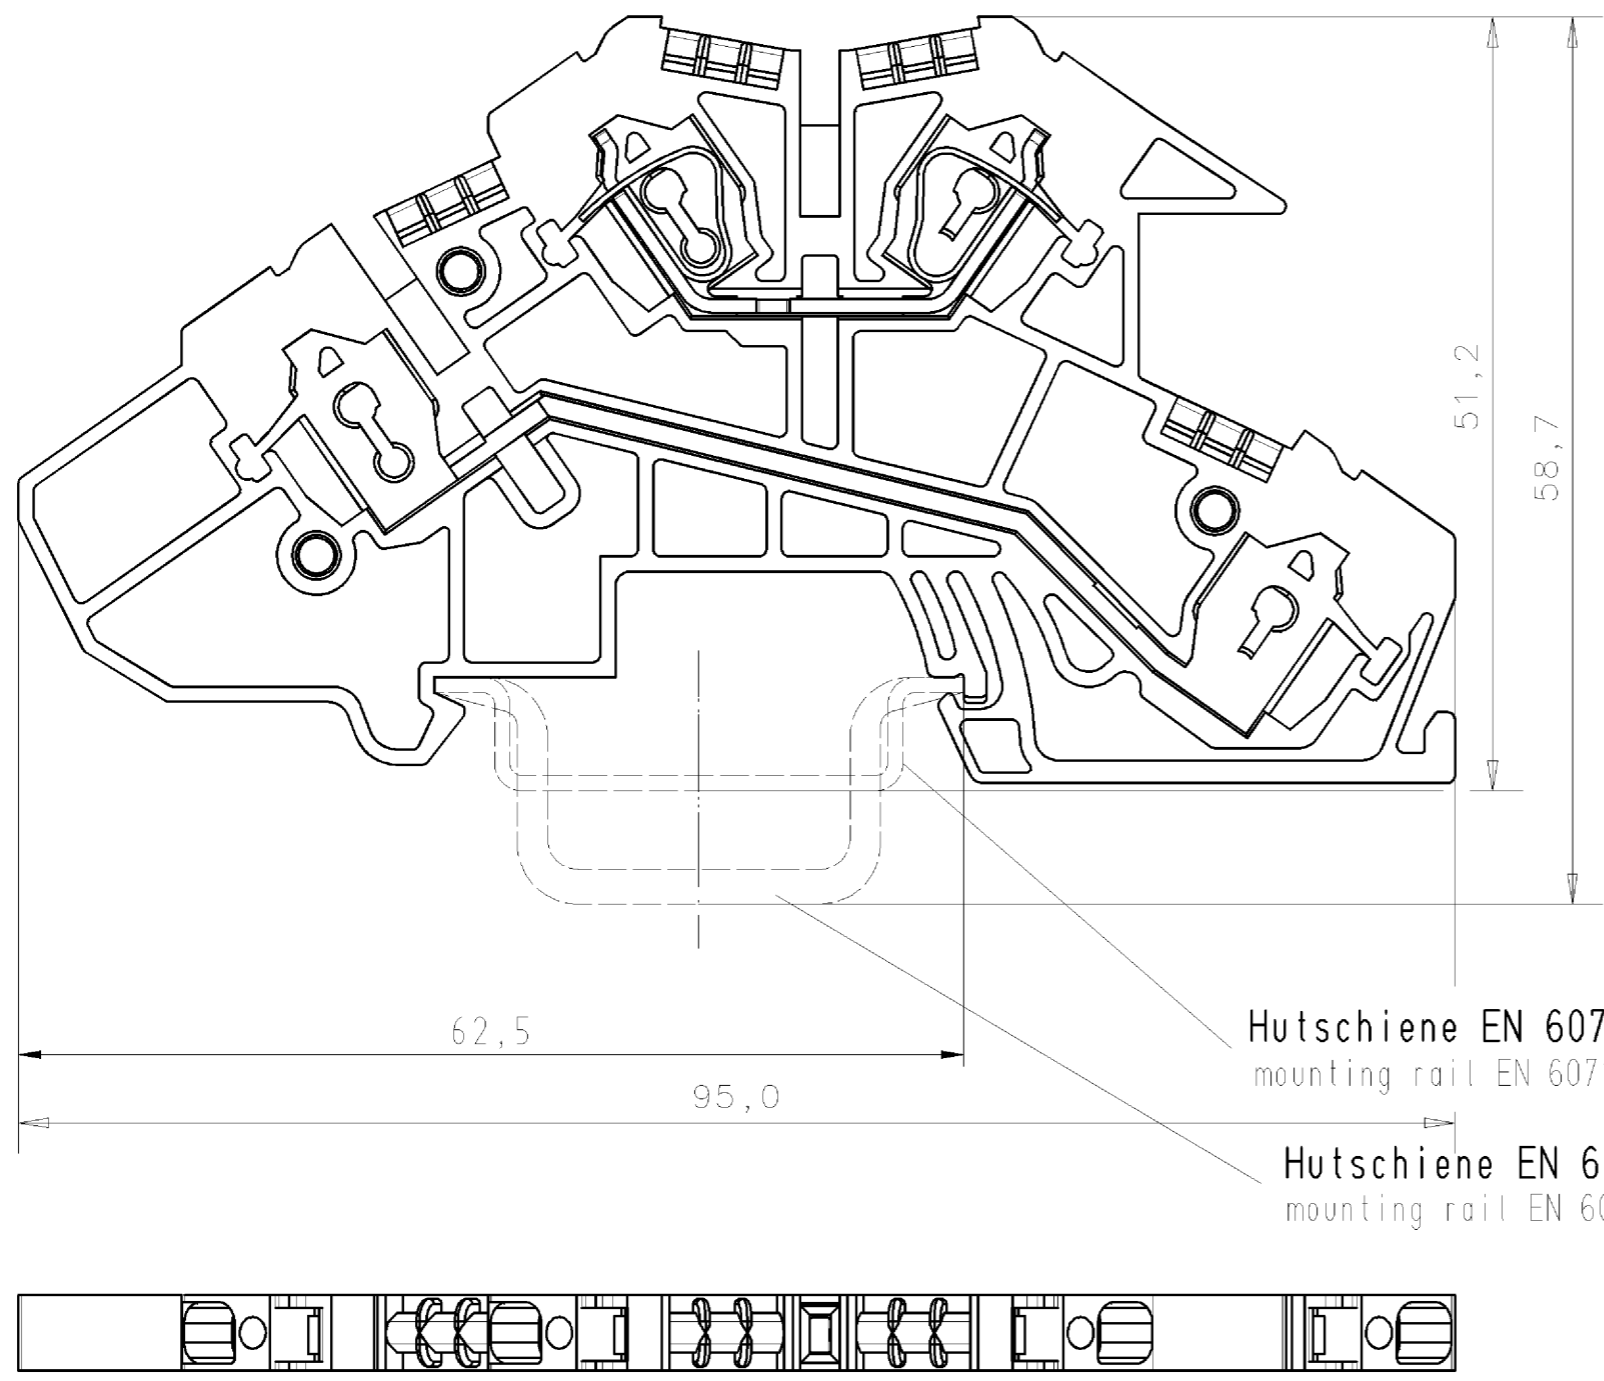 51,2
58,7
62,5
Hutschiene EN 607
mounting rail EN 607
95,0
Hutschiene EN 6
mounting rail EN 60